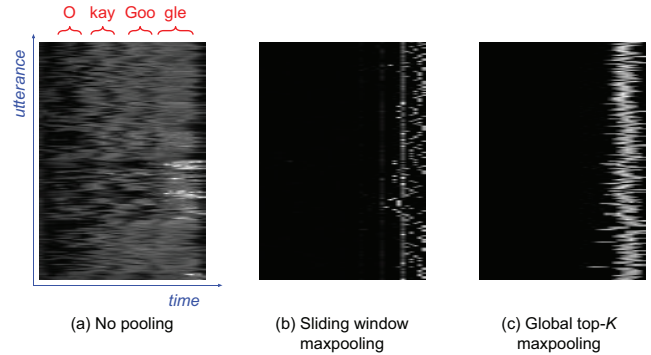 O kay Goo gle
utterance
time
(a) No pooling
(b) Sliding window
maxpooling
(c) Global top-K
maxpooling